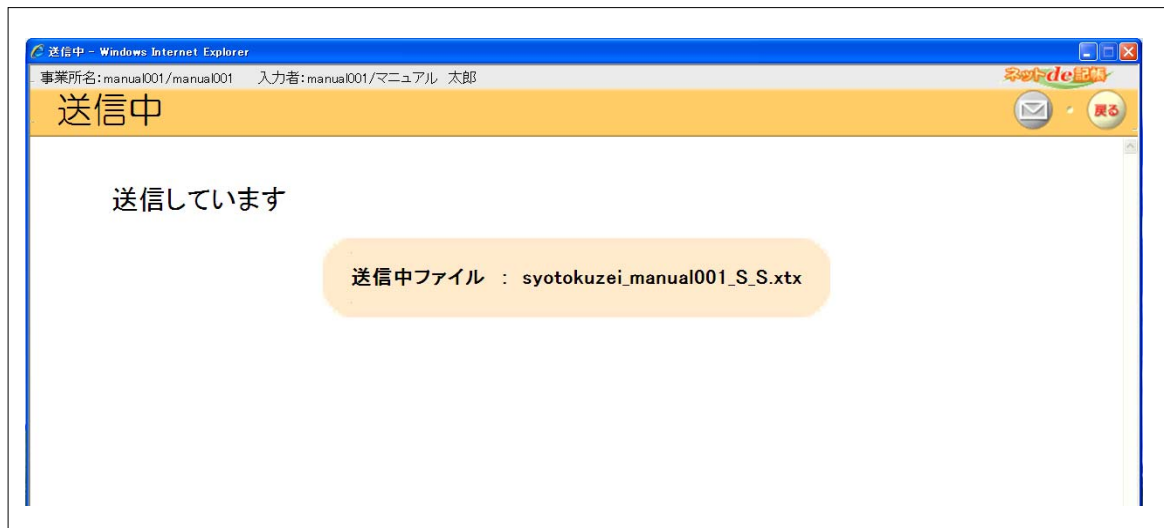 送信中 - Windows Internet Explorer
事業所名:manual001/manual001 入力者:manual001/マニュアル 太郎
ネットde記帳
送信中
戻る
送信しています
送信中ファイル : syotokuzei_manual001_S_S.xtx